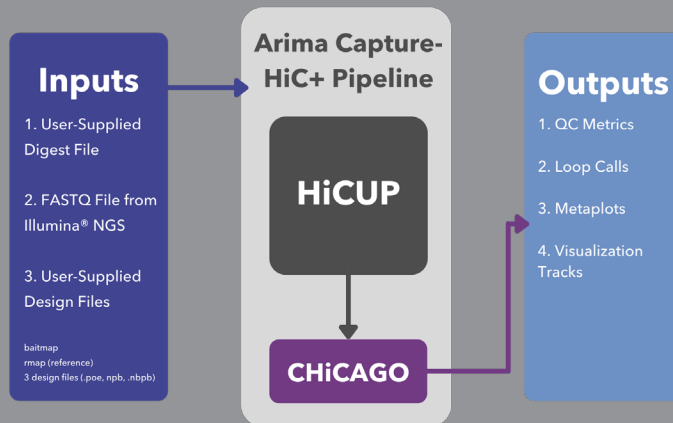 Inputs
1. User-Supplied
Digest File
2. FASTQ File from
Illumina® NGS
3. User-Supplied
Design Files
baitmap
rmap (reference)
3 design files (.poe, npb, .nbpb)
Arima Capture-
HiC+ Pipeline
HiCUP
CHiCAGO
Outputs
1. QC Metrics
2. Loop Calls
3. Metaplots
4. Visualization
Tracks